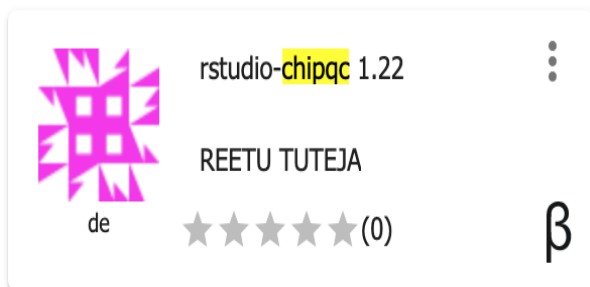 rstudio-chipqc 1.22
REETU TUTEJA
de
(0)
β